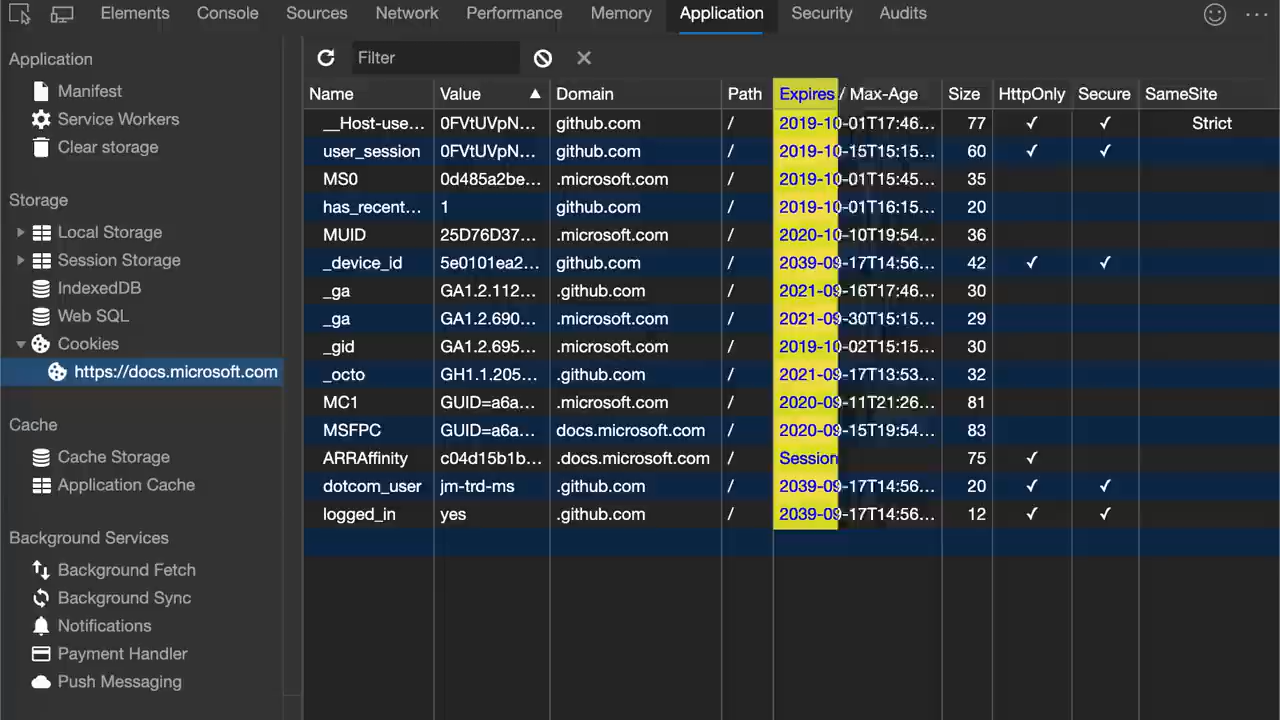 Elements Console Sources Network Performance Memory Application Security Audits
Application
Manifest
Service Workers
Clear storage
Storage
Local Storage
Session Storage
IndexedDB
Web SQL
Cookies
https://docs.microsoft.com
Cache
Cache Storage
Application Cache
Background Services
Background Fetch
Background Sync
Notifications
Payment Handler
Push Messaging
Filter
Name Value ▲ Domain Path Expires / Max-Age Size HttpOnly Secure SameSite
__Host-use... 0FVtUVpN... github.com / 2019-10-01T17:46... 77 ✓ ✓ Strict
user_session 0FVtUVpN... github.com / 2019-10-15T15:15... 60 ✓ ✓
MS0 0d485a2be... .microsoft.com / 2019-10-01T15:45... 35
has_recent... 1 github.com / 2019-10-01T16:15... 20
MUID 25D76D37... .microsoft.com / 2020-10-10T19:54... 36
_device_id 5e0101ea2... github.com / 2039-09-17T14:56... 42 ✓ ✓
_ga GA1.2.112... .github.com / 2021-09-16T17:46... 30
_ga GA1.2.690... .microsoft.com / 2021-09-30T15:15... 29
_gid GA1.2.695... .microsoft.com / 2019-10-02T15:15... 30
_octo GH1.1.205... .github.com / 2021-09-17T13:53... 32
MC1 GUID=a6a... .microsoft.com / 2020-09-11T21:26... 81
MSFPC GUID=a6a... docs.microsoft.com / 2020-09-15T19:54... 83
ARRAffinity c04d15b1b... .docs.microsoft.com / Session 75 ✓
dotcom_user jm-trd-ms .github.com / 2039-09-17T14:56... 20 ✓ ✓
logged_in yes .github.com / 2039-09-17T14:56... 12 ✓ ✓